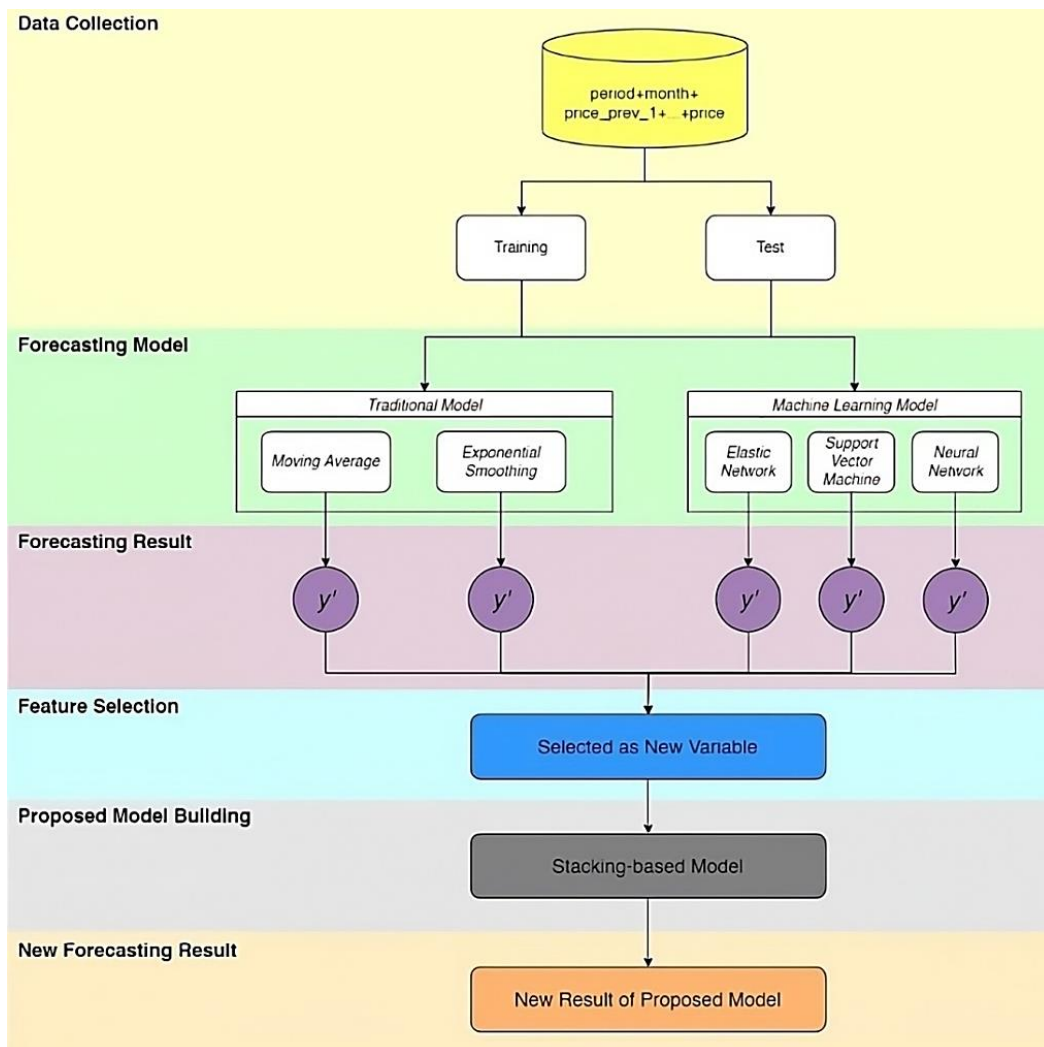 Data Collection
period+month+
price_prev_1+...+price
Training
Test
Forecasting Model
Traditional Model
Machine Learning Model
Moving Average
Exponential
Smoothing
Elastic
Network
Support
Vector
Machine
Neural
Network
Forecasting Result
y'
y'
y'
y'
y'
Feature Selection
Selected as New Variable
Proposed Model Building
Stacking-based Model
New Forecasting Result
New Result of Proposed Model